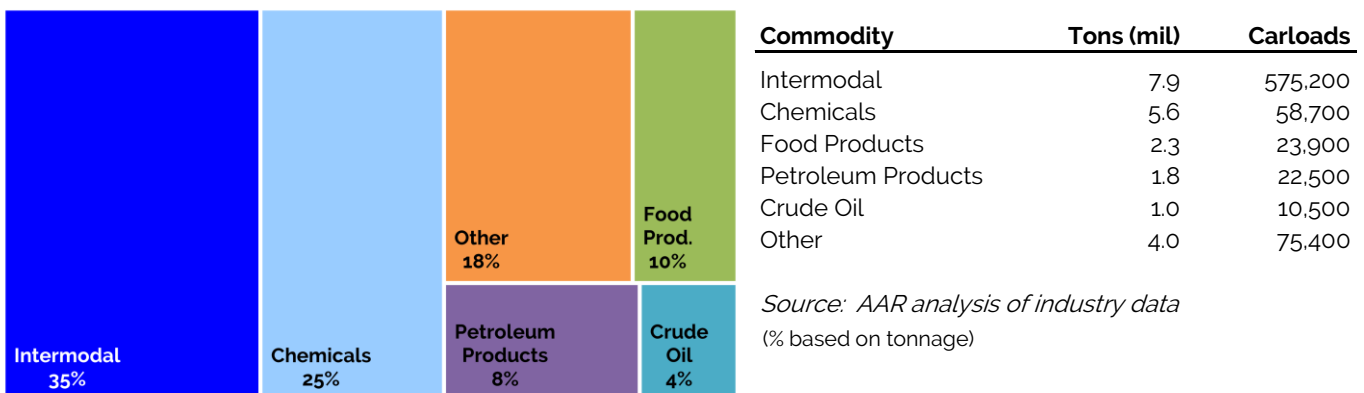 Intermodal
35%
Chemicals
25%
Other
18%
Food
Prod.
10%
Petroleum
Products
8%
Crude
Oil
4%
Commodity Tons (mil) Carloads
Intermodal 7.9 575,200
Chemicals 5.6 58,700
Food Products 2.3 23,900
Petroleum Products 1.8 22,500
Crude Oil 1.0 10,500
Other 4.0 75,400
Source: AAR analysis of industry data
(% based on tonnage)